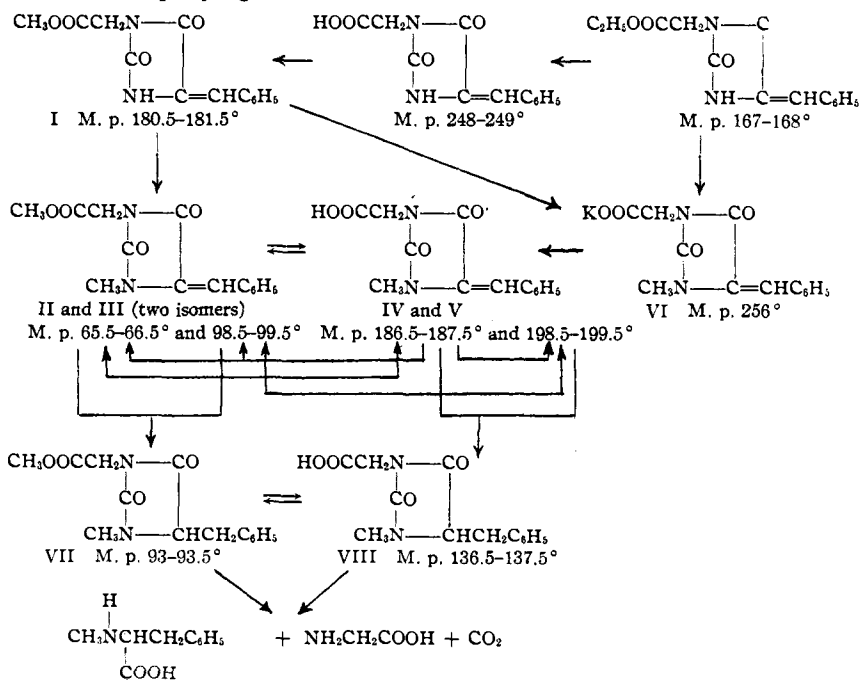 CH₃OOCCH₂N—CO HOOCCH₂N—CO C₂H₅OOCCH₂N—C
CO CO CO
NH—C=CHC₆H₅ NH—C=CHC₆H₅ NH—C=CHC₆H₅
I M. p. 180.5–181.5° M. p. 248–249° M. p. 167–168°
CH₃OOCCH₂N—CO HOOCCH₂N—CO KOOCCH₂N—CO
CO CO CO
CH₃N—C=CHC₆H₅ CH₃N—C=CHC₆H₅ CH₃N—C=CHC₆H₅
II and III (two isomers) IV and V VI M. p. 256°
M. p. 65.5–66.5° and 98.5–99.5° M. p. 186.5–187.5° and 198.5–199.5°
CH₃OOCCH₂N—CO HOOCCH₂N—CO
CO CO
CH₃N—CHCH₂C₆H₅ CH₃N—CHCH₂C₆H₅
VII M. p. 93–93.5° VIII M. p. 136.5–137.5°
H
CH₃NCHCH₂C₆H₅ + NH₂CH₂COOH + CO₂
COOH